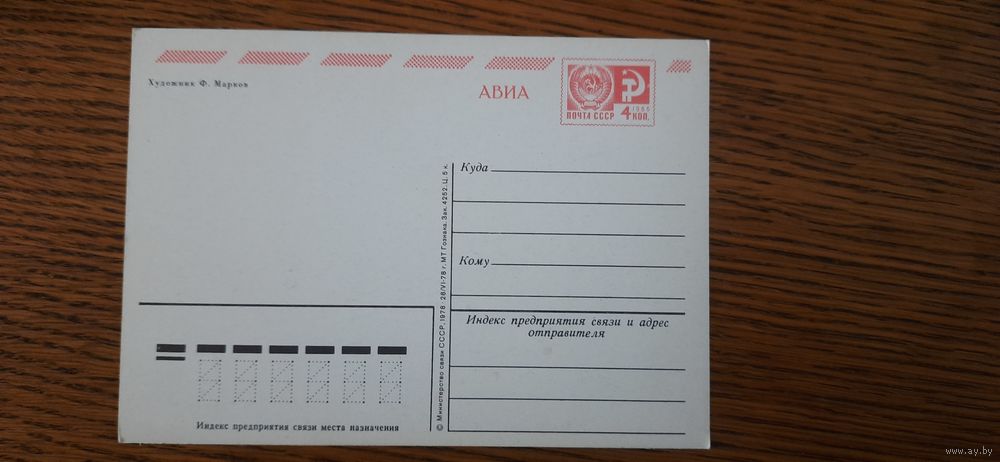 Художник Ф. Марков
АВИА
ПОЧТА СССР
1966
4 КОП.
Куда
Кому
Индекс предприятия связи и адрес
отправителя
© Министерство связи СССР, 1978. 26/VI-78 г. МТ Гознака. Зак. 4252. Ц. 5 к.
Индекс предприятия связи места назначения
www.ay.by